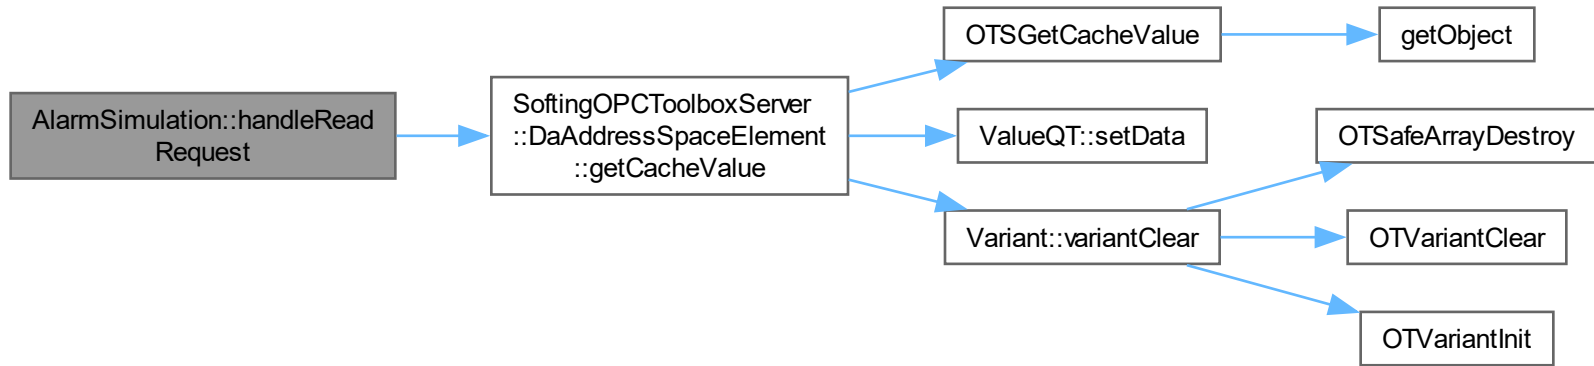 AlarmSimulation::handleRead
Request
SoftingOPCToolboxServer
::DaAddressSpaceElement
::getCacheValue
OTSGetCacheValue
getObject
ValueQT::setData
Variant::variantClear
OTSafeArrayDestroy
OTVariantClear
OTVariantInit